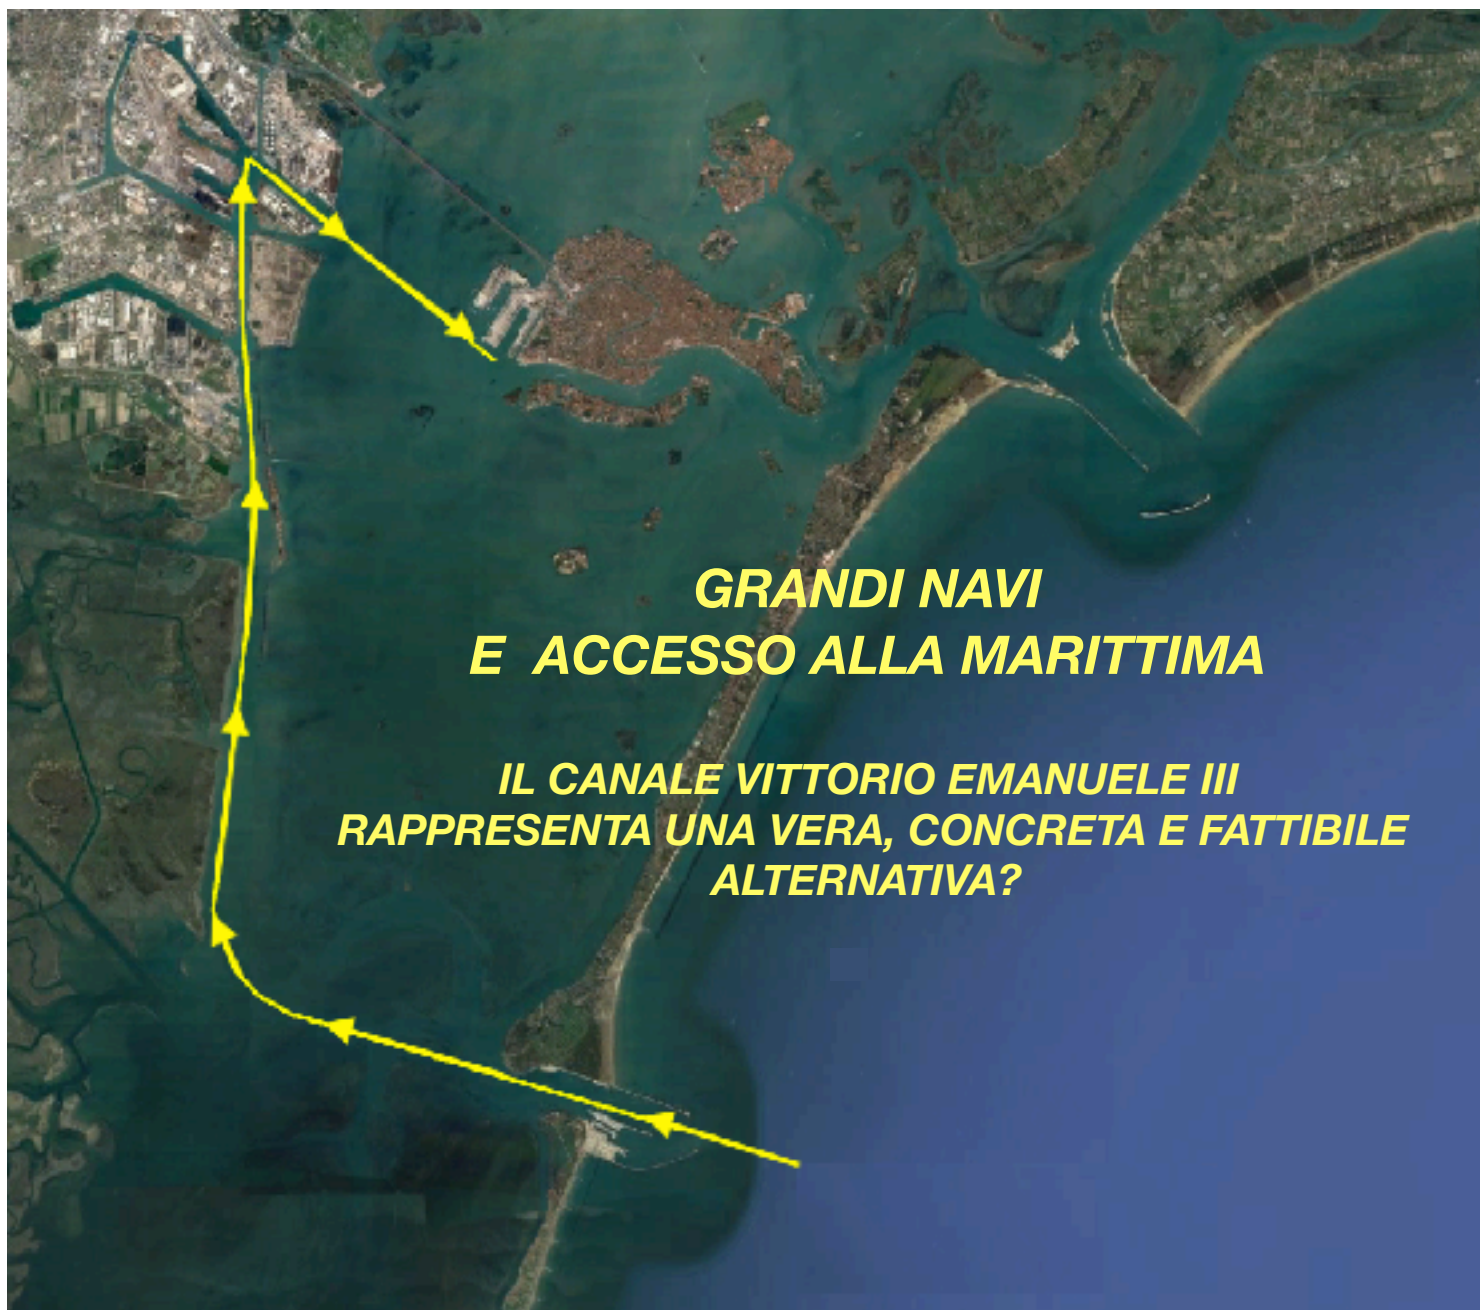 GRANDI NAVI
E ACCESSO ALLA MARITTIMA
IL CANALE VITTORIO EMANUELE III
RAPPRESENTA UNA VERA, CONCRETA E FATTIBILE
ALTERNATIVA?